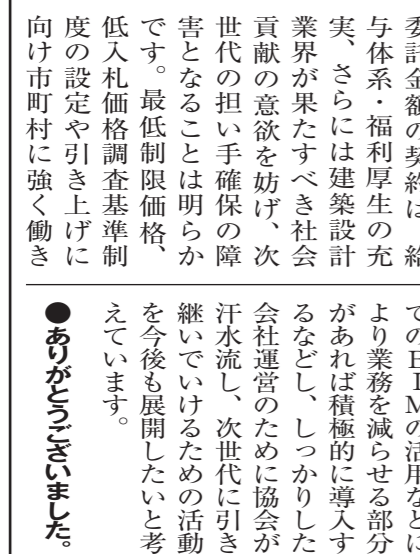 委託金額の契約は、給
与体系・福利厚生の充
実、さらには建築設計
業界が果たすべき社会
貢献の意欲を妨げ、次
世代の担い手確保の障
害となることは明らか
です。最低制限価格、
低入札価格調査基準制
度の設定や引き上げに
向け市町村に強く働き
でのBIMの活用などに
より業務を減らせる部分
があれば積極的に導入す
るなどし、しっかりした
会社運営のために協会が
汗水流し、次世代に引き
継いでいけるための活動
を今後も展開したいと考
えています。
●ありがとうございました。